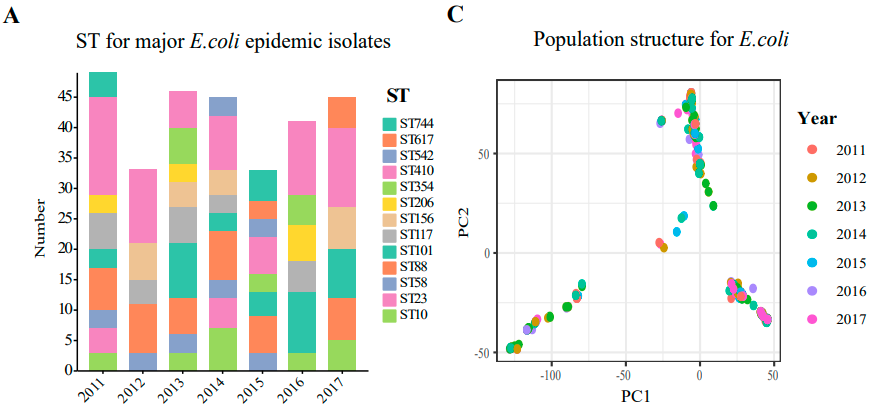 A
ST for major E.coli epidemic isolates
Number
45
40
35
30
25
20
15
10
5
0
2011
2012
2013
2014
2015
2016
2017
ST
ST744
ST617
ST542
ST410
ST354
ST206
ST156
ST117
ST101
ST88
ST58
ST23
ST10
C
Population structure for E.coli
PC2
50
0
-50
-100
-50
0
50
PC1
Year
2011
2012
2013
2014
2015
2016
2017